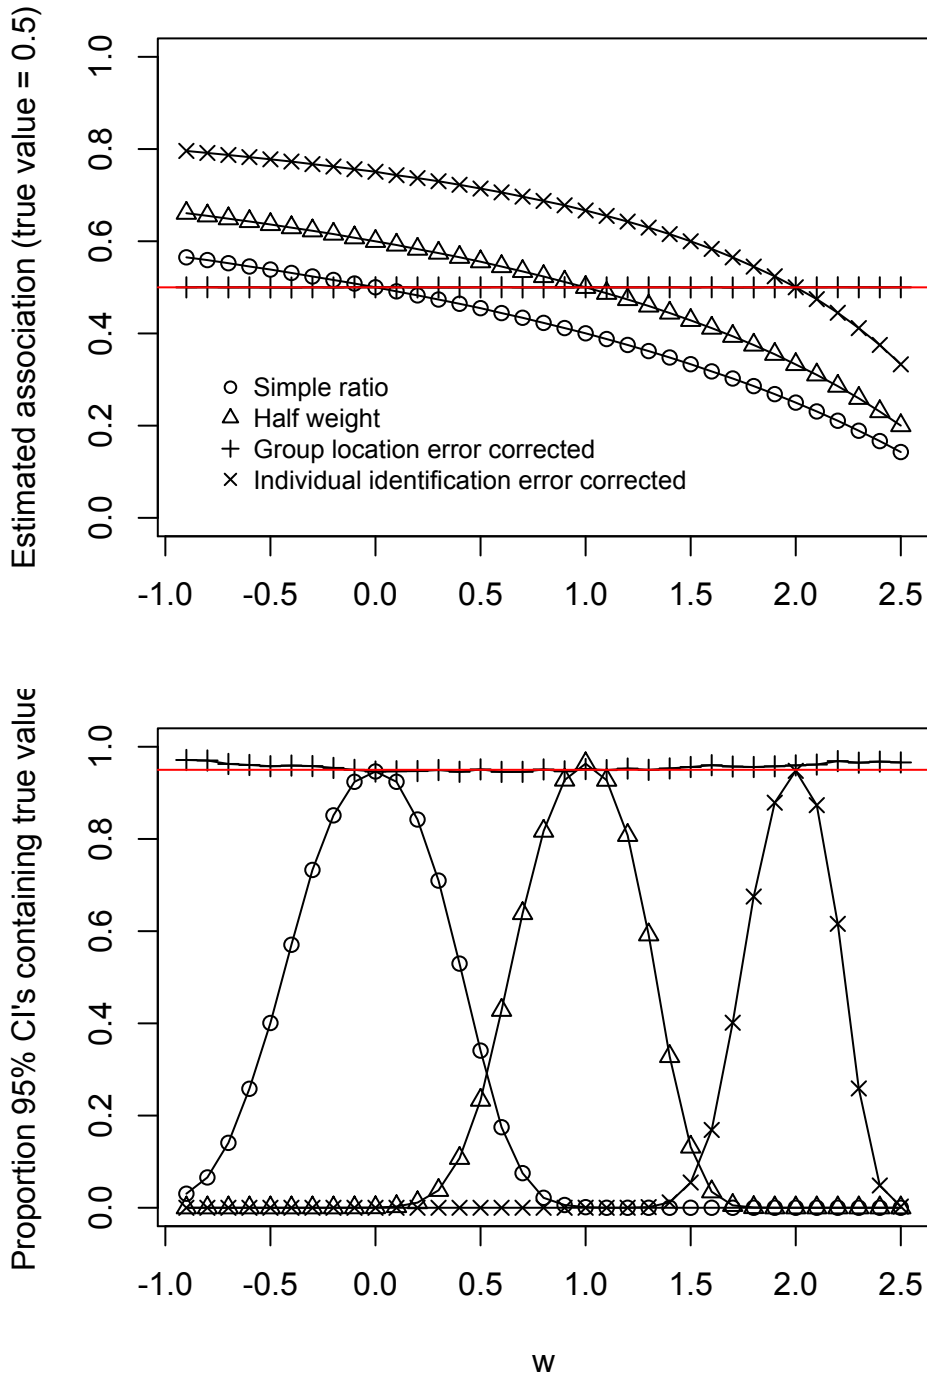 Estimated association (true value = 0.5)
1.0
0.8
0.6
0.4
0.2
0.0
Simple ratio
Half weight
Group location error corrected
Individual identification error corrected
-1.0 -0.5 0.0 0.5 1.0 1.5 2.0 2.5
Proportion 95% CI's containing true value
1.0
0.8
0.6
0.4
0.2
0.0
-1.0 -0.5 0.0 0.5 1.0 1.5 2.0 2.5
w